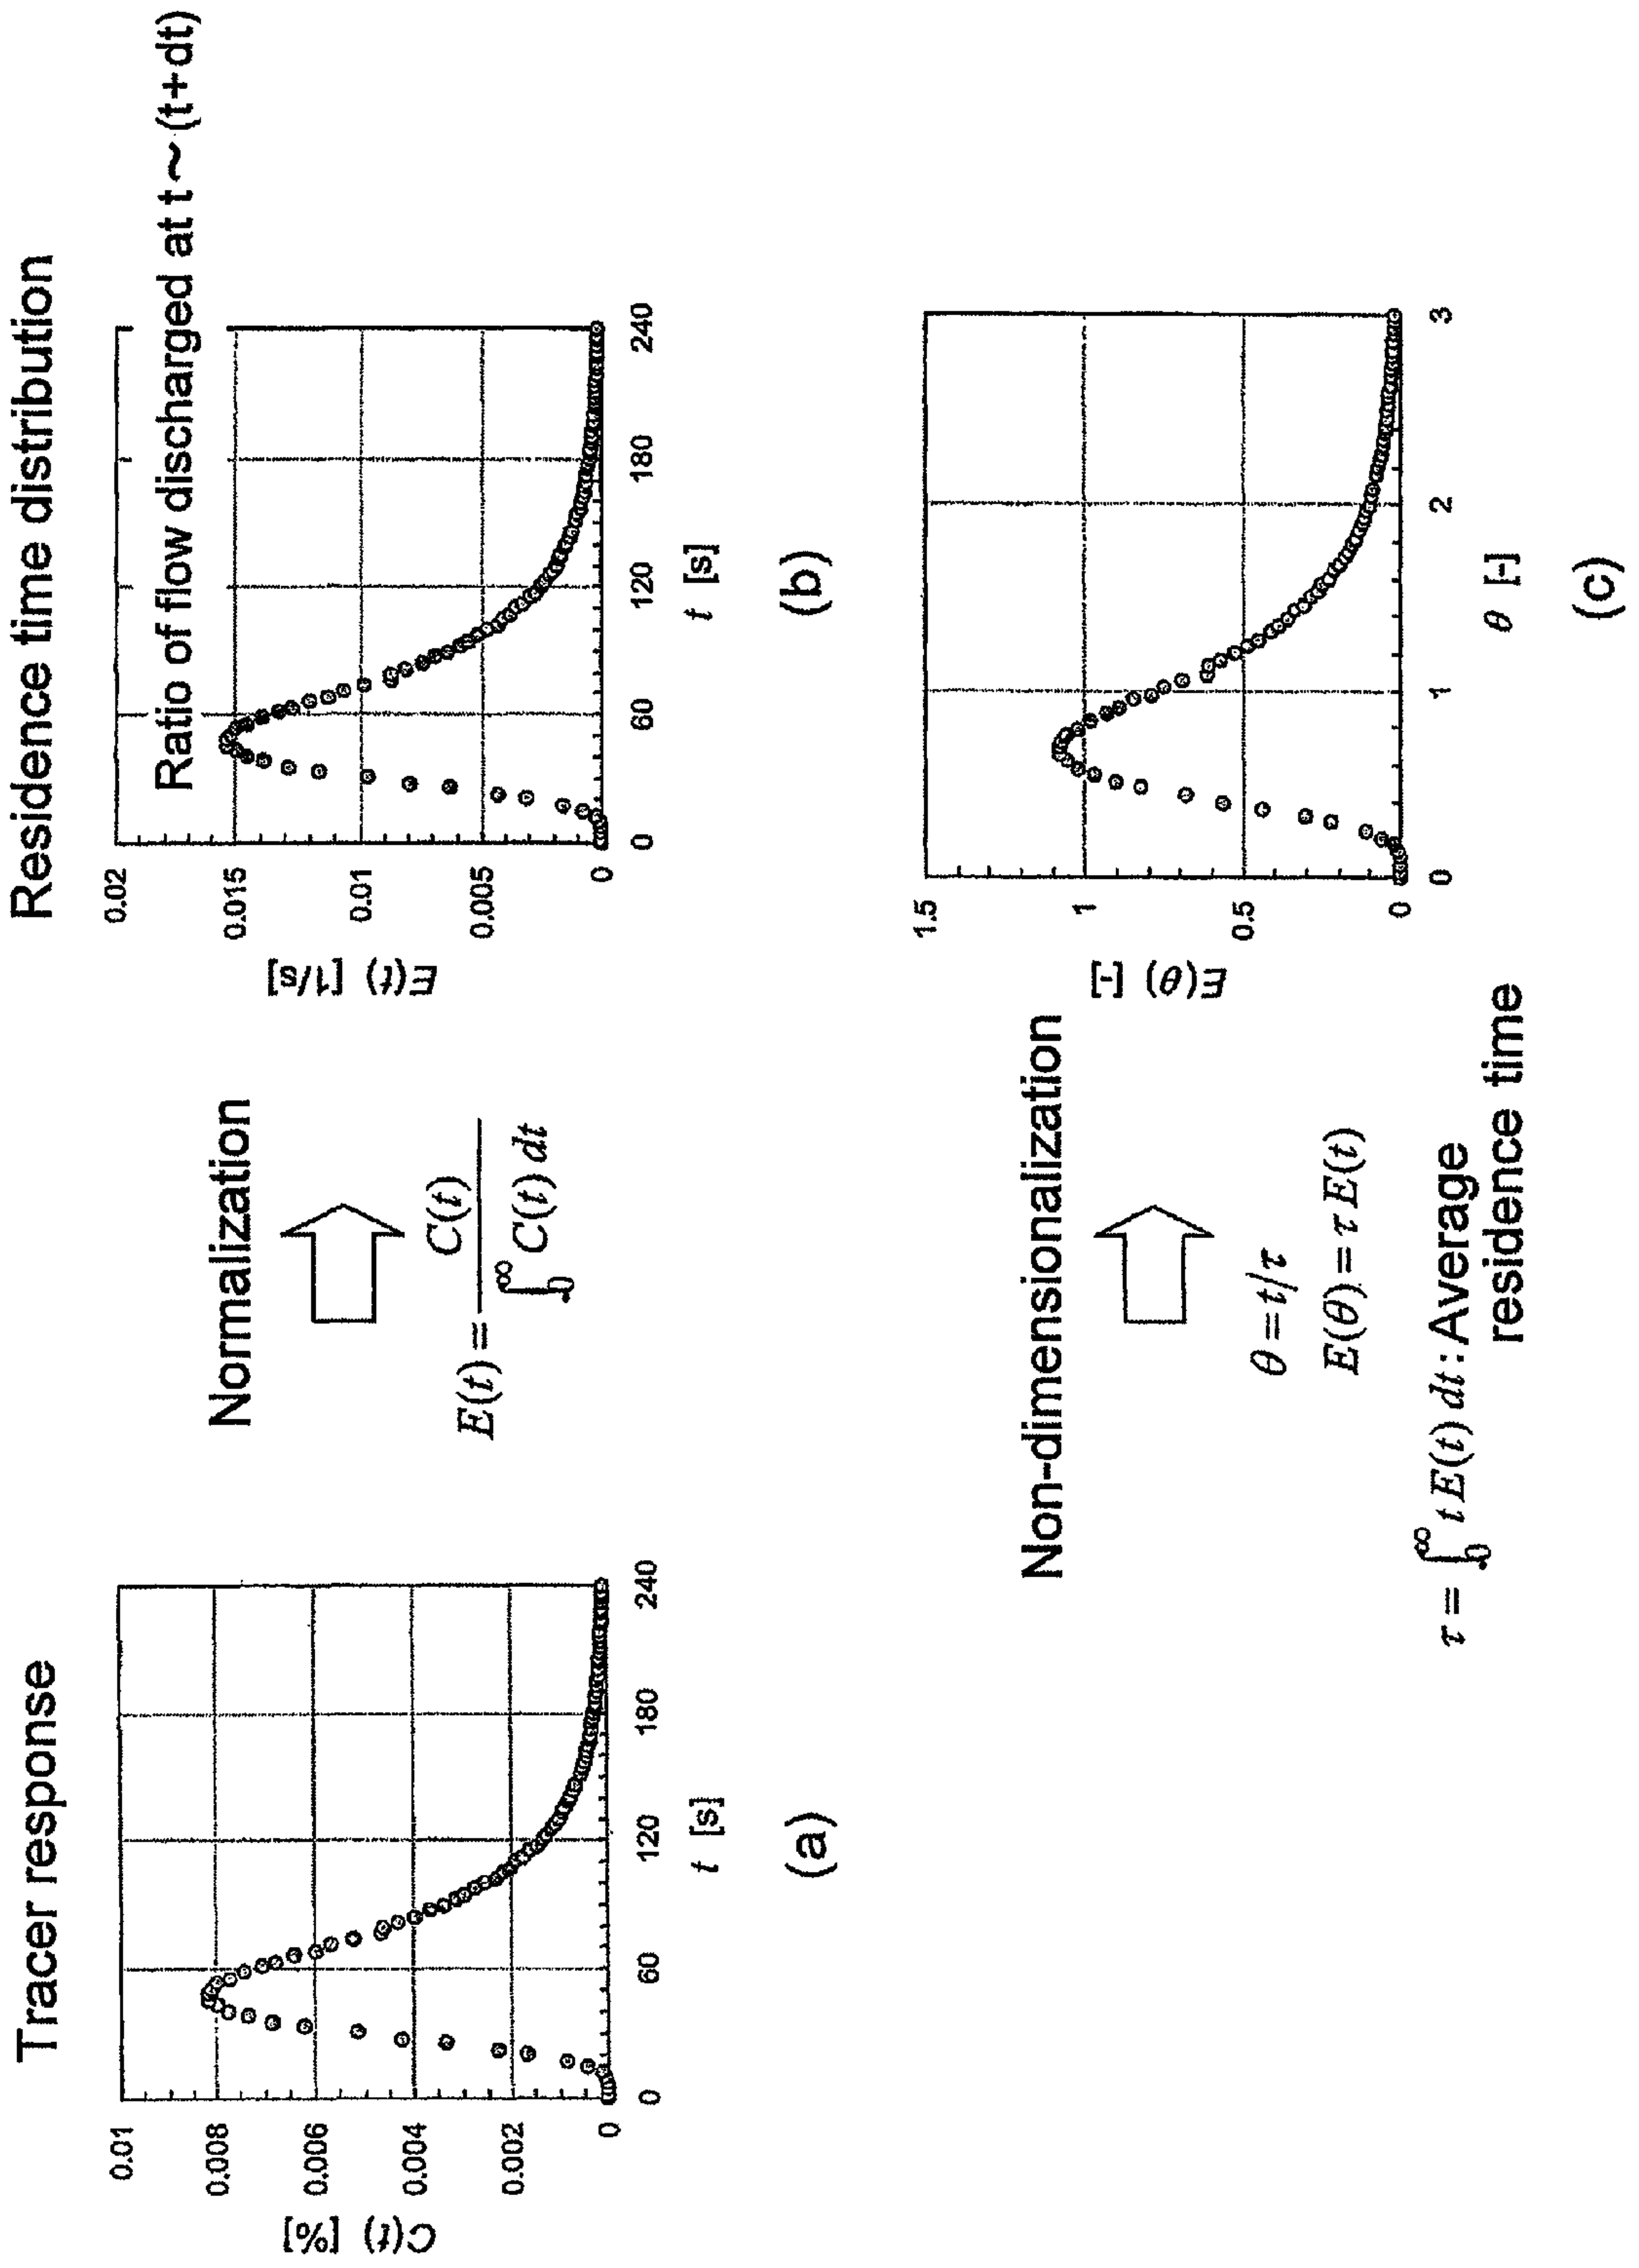 Tracer response
C(t) [%]
0.01
0.008
0.006
0.004
0.002
0
0 60 120 180 240
t [s]
(a)
Normalization
E(t) = C(t) / ∫₀^∞ C(t) dt
Residence time distribution
Ratio of flow discharged at t ~ (t+dt)
E(t) [1/s]
0.02
0.015
0.01
0.005
0
0 60 120 180 240
t [s]
(b)
Non-dimensionalization
θ = t/τ
E(θ) = τ E(t)
τ = ∫₀^∞ t E(t) dt : Average
residence time
E(θ) [-]
1.5
1
0.5
0
0 1 2 3
θ [-]
(c)